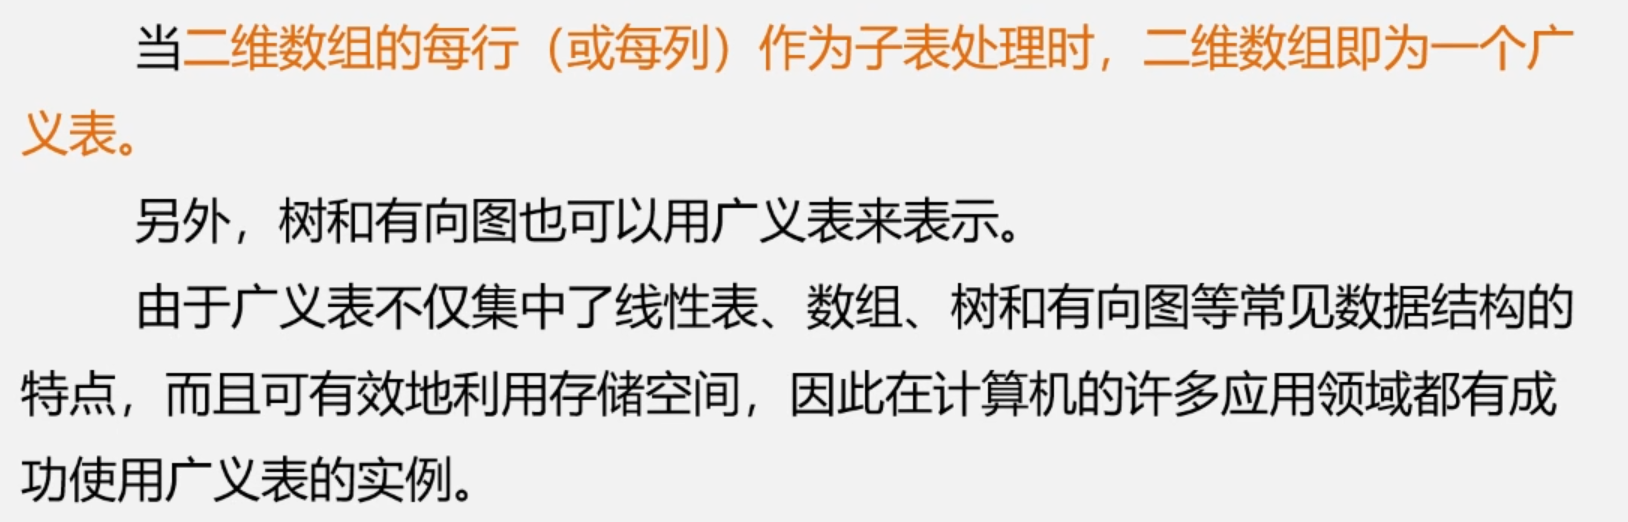 当二维数组的每行（或每列）作为子表处理时，二维数组即为一个广
义表。
另外，树和有向图也可以用广义表来表示。
由于广义表不仅集中了线性表、数组、树和有向图等常见数据结构的
特点，而且可有效地利用存储空间，因此在计算机的许多应用领域都有成
功使用广义表的实例。